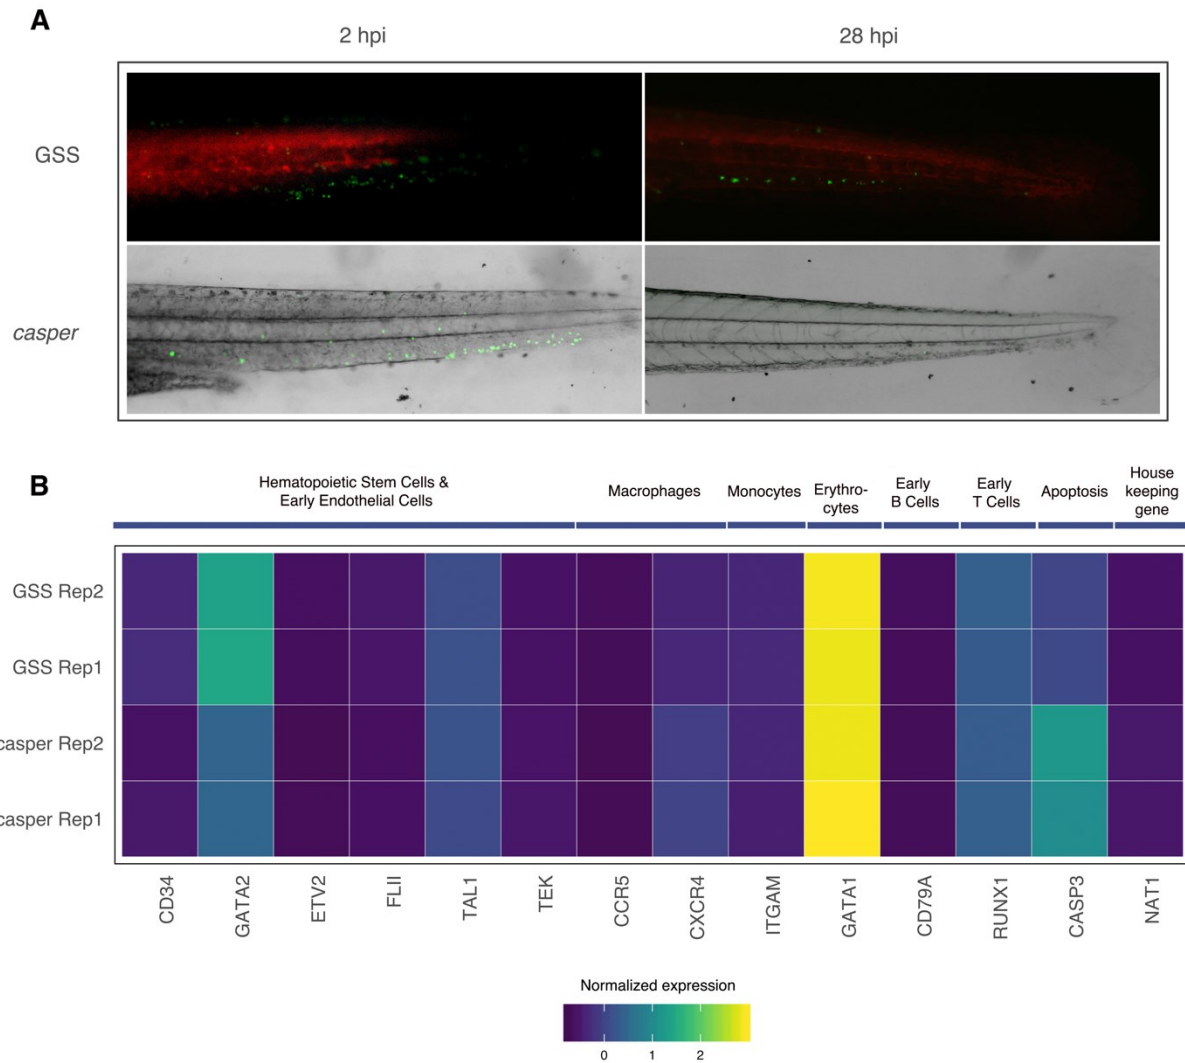 A
2 hpi
28 hpi
GSS
casper
B
Hematopoietic Stem Cells &
Early Endothelial Cells
Macrophages
Monocytes
Erythro-
cytes
Early
B Cells
Early
T Cells
Apoptosis
House
keeping
gene
GSS Rep2
GSS Rep1
casper Rep2
casper Rep1
CD34
GATA2
ETV2
FLII
TAL1
TEK
CCR5
CXCR4
ITGAM
GATA1
CD79A
RUNX1
CASP3
NAT1
Normalized expression
0 1 2